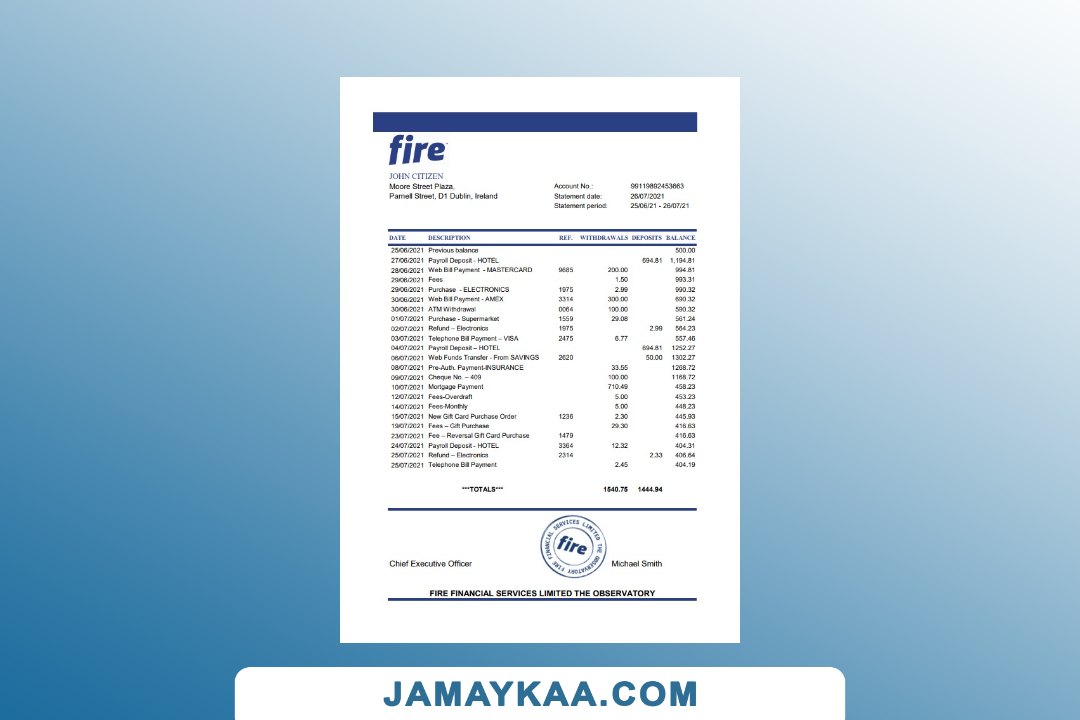 fire
JOHN CITIZEN
Moore Street Plaza,
Parnell Street, D1 Dublin, Ireland
Account No.: 99119892453663
Statement date: 26/07/2021
Statement period: 25/06/21 - 26/07/21
DATE DESCRIPTION REF. WITHDRAWALS DEPOSITS BALANCE
25/06/2021 Previous balance 500.00
27/06/2021 Payroll Deposit - HOTEL 694.81 1,194.81
28/06/2021 Web Bill Payment - MASTERCARD 9685 200.00 994.81
29/06/2021 Fees 1.50 993.31
29/06/2021 Purchase - ELECTRONICS 1975 2.99 990.32
30/06/2021 Web Bill Payment - AMEX 3314 300.00 690.32
30/06/2021 ATM Withdrawal 0064 100.00 590.32
01/07/2021 Purchase - Supermarket 1559 29.08 561.24
02/07/2021 Refund – Electronics 1975 2.99 564.23
03/07/2021 Telephone Bill Payment – VISA 2475 6.77 557.46
04/07/2021 Payroll Deposit – HOTEL 694.81 1252.27
06/07/2021 Web Funds Transfer - From SAVINGS 2620 50.00 1302.27
08/07/2021 Pre-Auth. Payment-INSURANCE 33.55 1268.72
09/07/2021 Cheque No. – 409 100.00 1168.72
10/07/2021 Mortgage Payment 710.49 458.23
12/07/2021 Fees-Overdraft 5.00 453.23
14/07/2021 Fees-Monthly 5.00 448.23
15/07/2021 New Gift Card Purchase Order 1236 2.30 445.93
19/07/2021 Fees – Gift Purchase 29.30 416.63
23/07/2021 Fee – Reversal Gift Card Purchase 1479 416.63
24/07/2021 Payroll Deposit - HOTEL 3364 12.32 404.31
25/07/2021 Refund – Electronics 2314 2.33 406.64
25/07/2021 Telephone Bill Payment 2.45 404.19
***TOTALS*** 1540.75 1444.94
FIRE FINANCIAL SERVICES LIMITED THE OBSERVATORY
fire
Chief Executive Officer Michael Smith
FIRE FINANCIAL SERVICES LIMITED THE OBSERVATORY
JAMAYKAA.COM